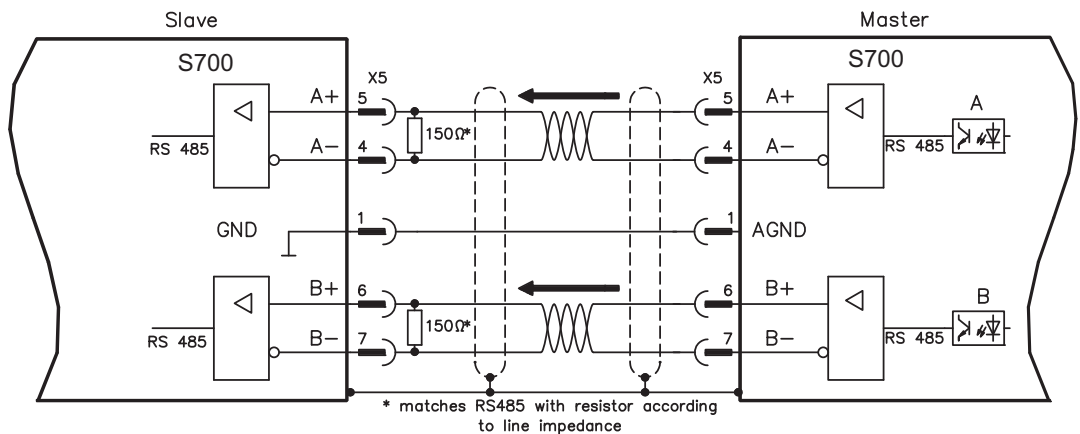 Slave
Master
S700
S700
X5
X5
A+ 5
5 A+
A
150Ω*
RS 485
RS 485
A- 4
4 A-
GND
1
1
AGND
B+ 6
6 B+
B
150Ω*
RS 485
RS 485
B- 7
7 B-
* matches RS485 with resistor according
to line impedance